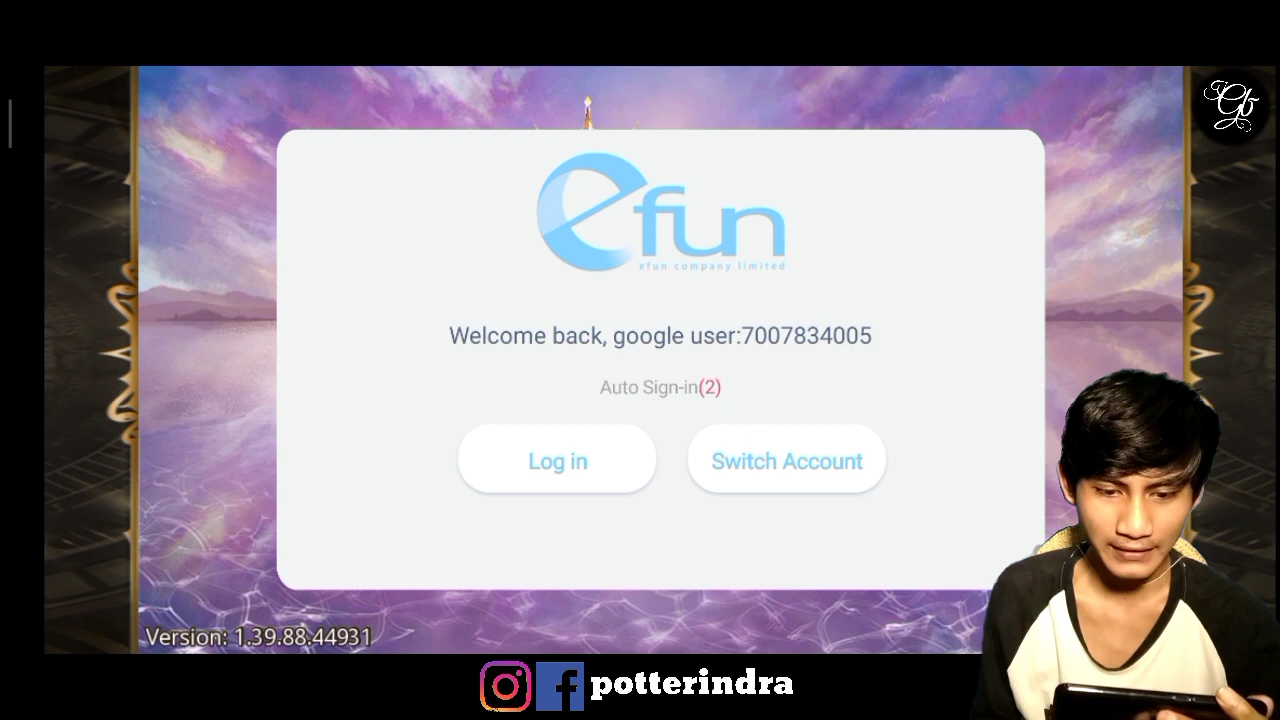 Gb
efun
efun company limited
Welcome back, google user:7007834005
Auto Sign-in(2)
Log in
Switch Account
Version: 1.39.88.44931
potterindra